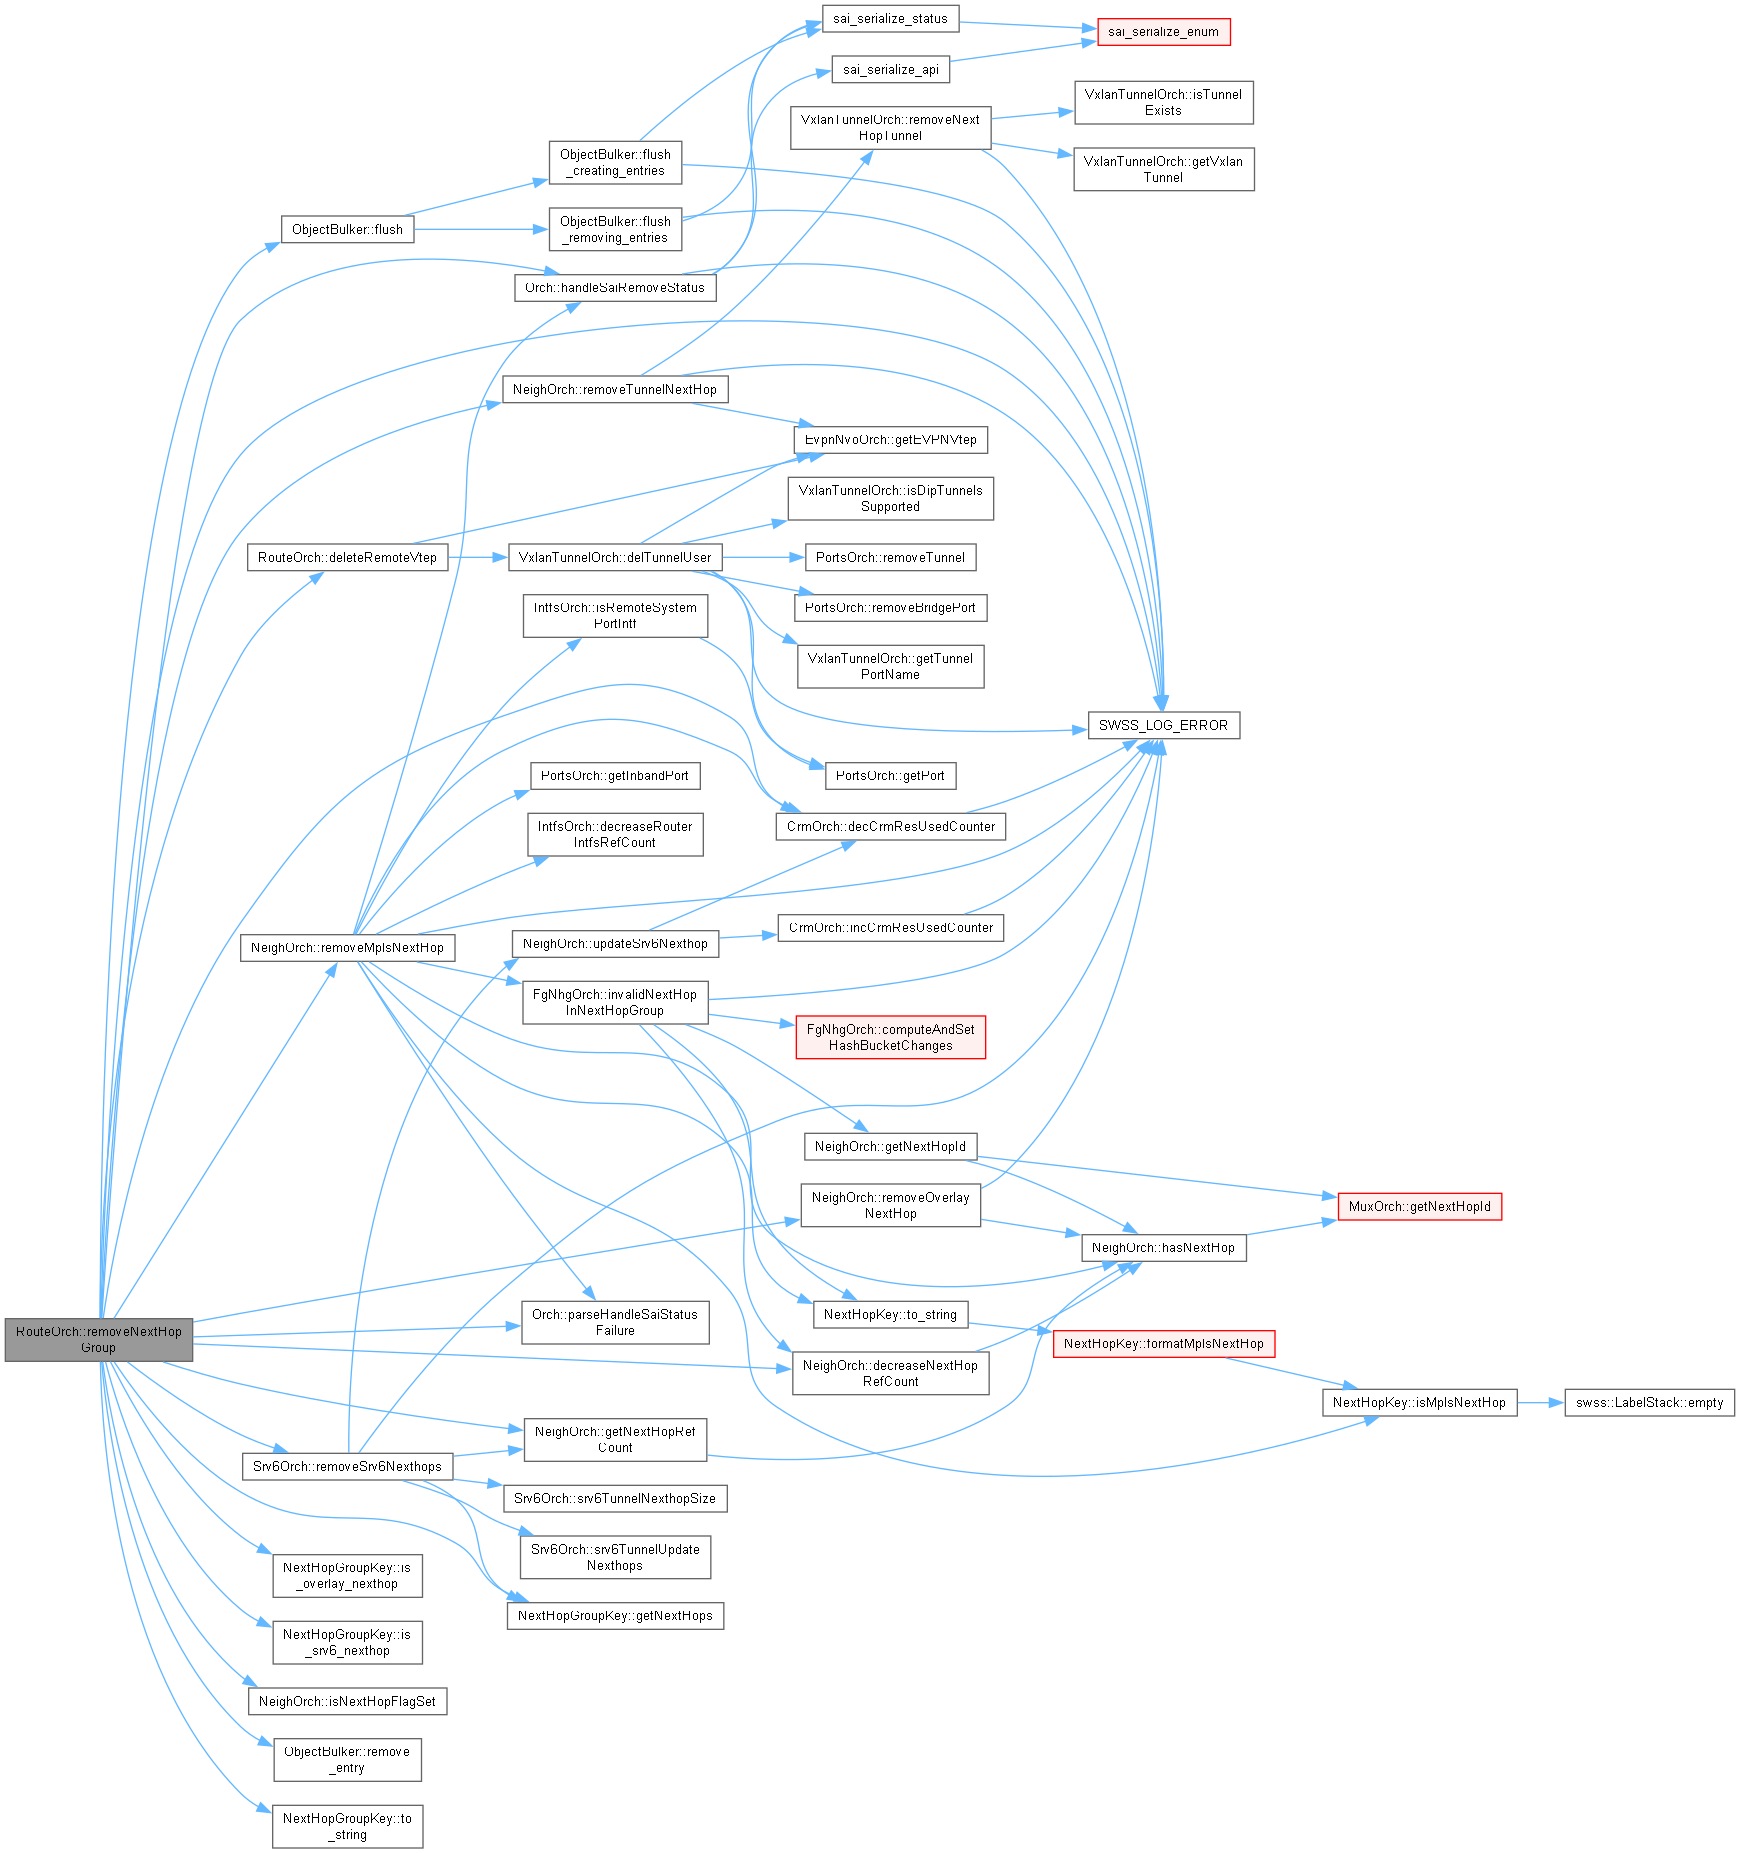 sai_serialize_status
sai_serialize_enum
sai_serialize_api
VxlanTunnelOrch::isTunnel
Exists
VxlanTunnelOrch::removeNext
HopTunnel
ObjectBulker::flush
_creating_entries
VxlanTunnelOrch::getVxlan
Tunnel
ObjectBulker::flush
ObjectBulker::flush
_removing_entries
Orch::handleSaiRemoveStatus
NeighOrch::removeTunnelNextHop
EvpnNvoOrch::getEVPNVtep
VxlanTunnelOrch::isDipTunnels
Supported
RouteOrch::deleteRemoteVtep
VxlanTunnelOrch::delTunnelUser
PortsOrch::removeTunnel
IntfsOrch::isRemoteSystem
PortIntf
PortsOrch::removeBridgePort
VxlanTunnelOrch::getTunnel
PortName
SWSS_LOG_ERROR
PortsOrch::getInbandPort
PortsOrch::getPort
IntfsOrch::decreaseRouter
IntfsRefCount
CrmOrch::decCrmResUsedCounter
NeighOrch::removeMplsNextHop
NeighOrch::updateSrv6Nexthop
CrmOrch::incCrmResUsedCounter
FgNhgOrch::invalidNextHop
InNextHopGroup
FgNhgOrch::computeAndSet
HashBucketChanges
NeighOrch::getNextHopId
NeighOrch::removeOverlay
NextHop
MuxOrch::getNextHopId
NeighOrch::hasNextHop
RouteOrch::removeNextHop
Group
Orch::parseHandleSaiStatus
Failure
NextHopKey::to_string
NextHopKey::formatMplsNextHop
NeighOrch::decreaseNextHop
RefCount
NextHopKey::isMplsNextHop
swss::LabelStack::empty
NeighOrch::getNextHopRef
Count
Srv6Orch::removeSrv6Nexthops
Srv6Orch::srv6TunnelNexthopSize
Srv6Orch::srv6TunnelUpdate
Nexthops
NextHopGroupKey::is
_overlay_nexthop
NextHopGroupKey::getNextHops
NextHopGroupKey::is
_srv6_nexthop
NeighOrch::isNextHopFlagSet
ObjectBulker::remove
_entry
NextHopGroupKey::to
_string